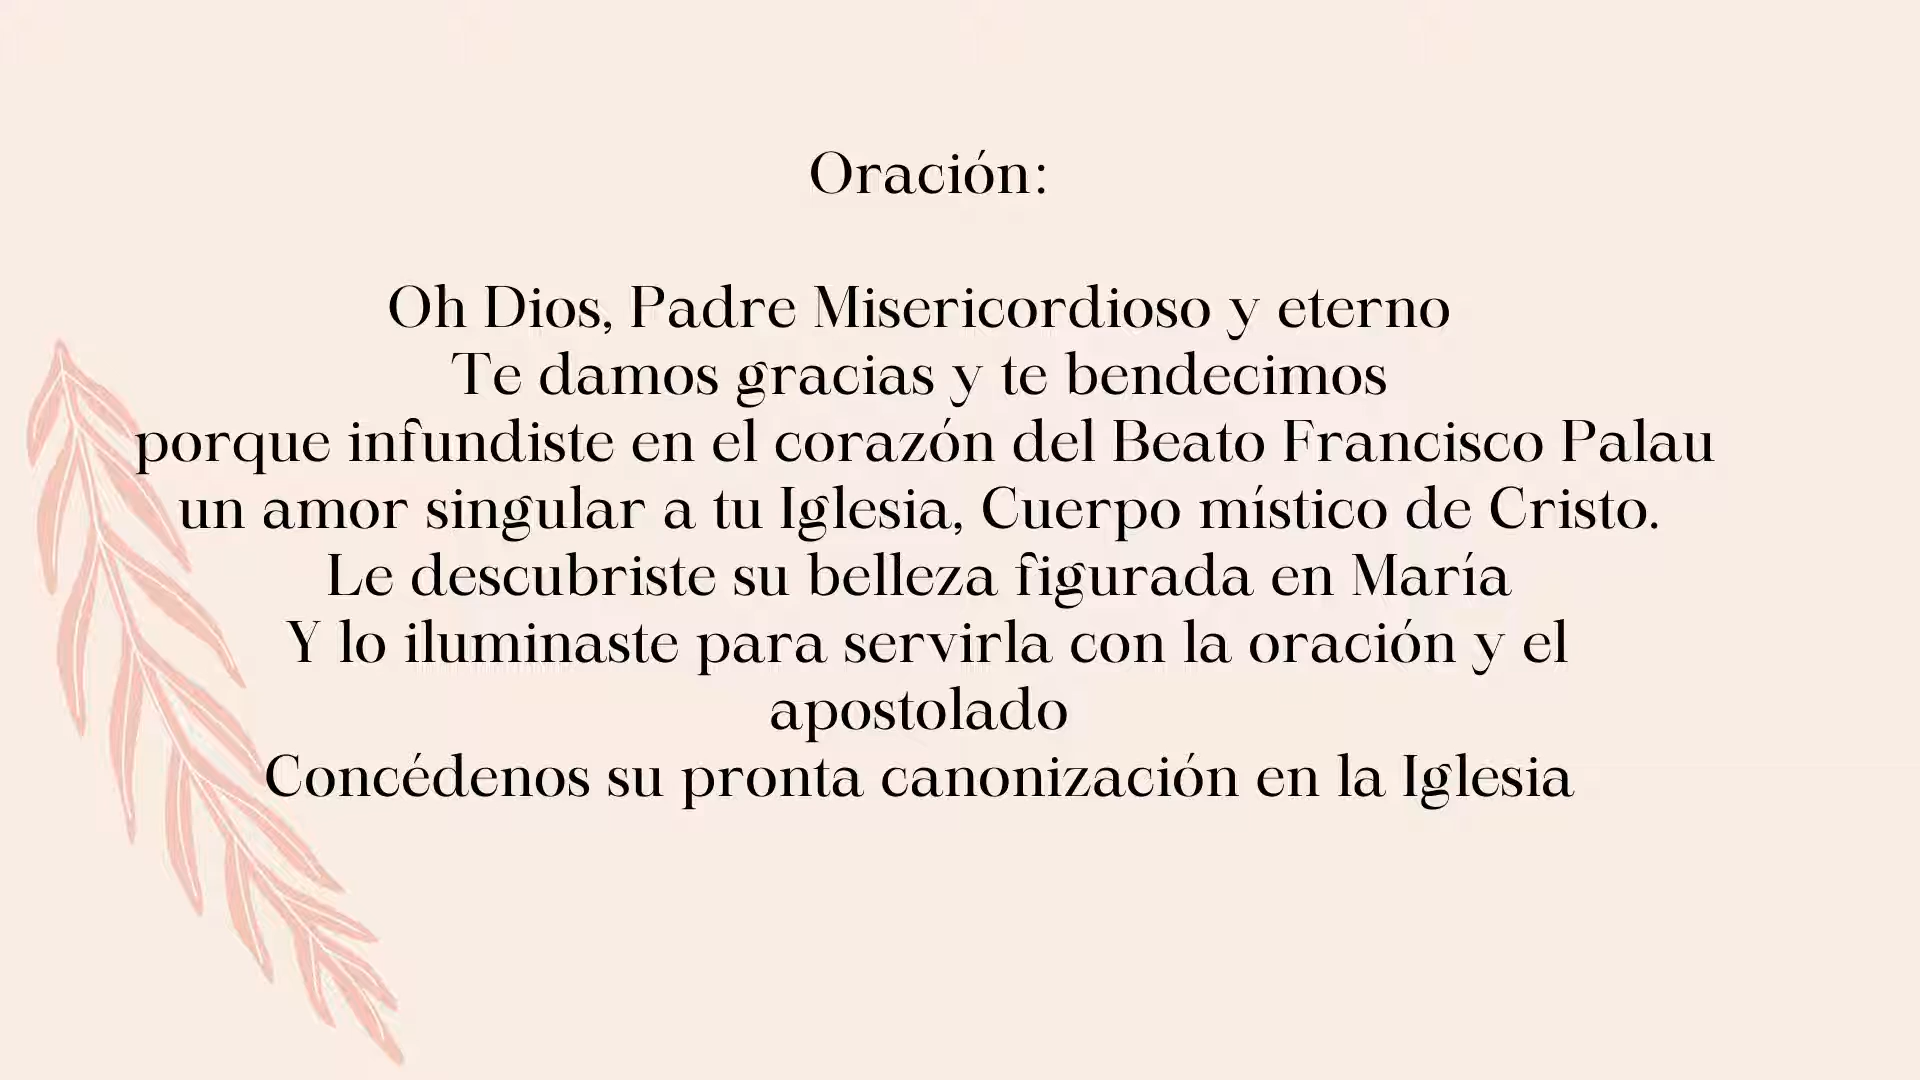 Oración:
Oh Dios, Padre Misericordioso y eterno
Te damos gracias y te bendecimos
porque infundiste en el corazón del Beato Francisco Palau
un amor singular a tu Iglesia, Cuerpo místico de Cristo.
Le descubriste su belleza figurada en María
Y lo iluminaste para servirla con la oración y el
apostolado
Concédenos su pronta canonización en la Iglesia